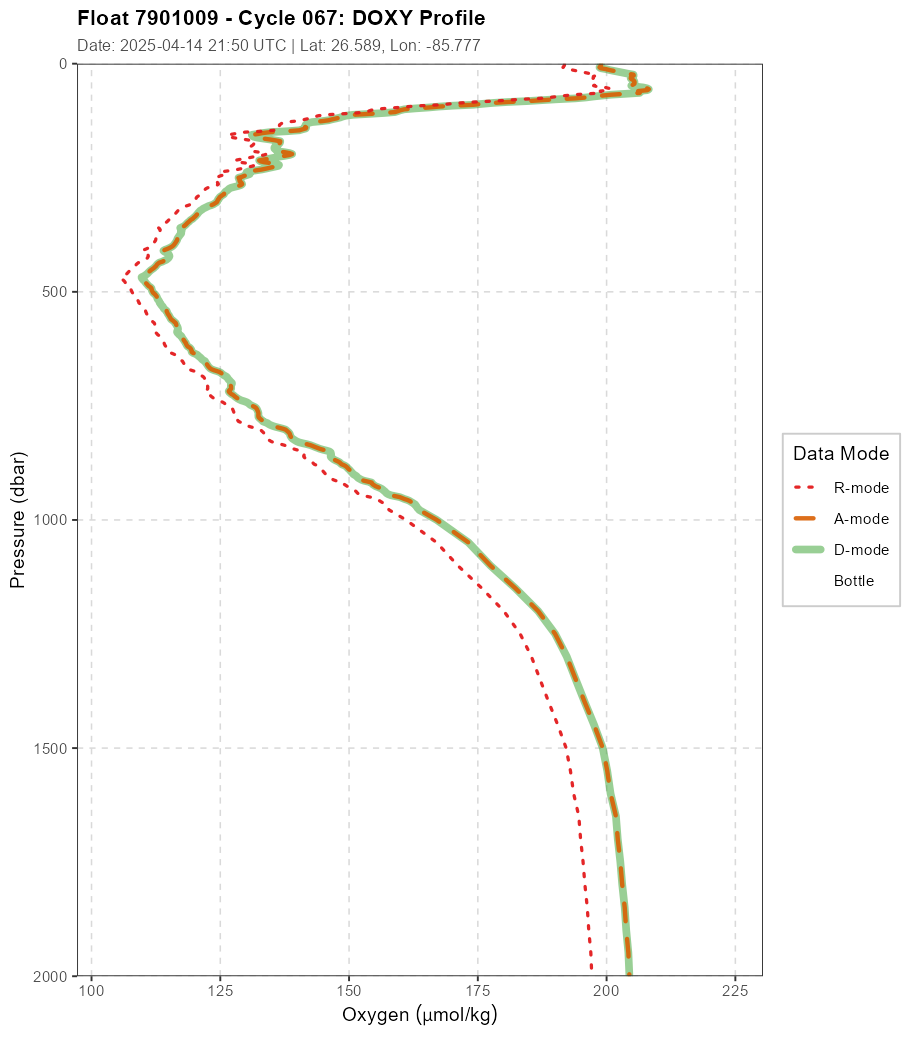 Float 7901009 - Cycle 067: DOXY Profile
Date: 2025-04-14 21:50 UTC | Lat: 26.589, Lon: -85.777
0
500
1000
1500
2000
Pressure (dbar)
100
125
150
175
200
225
Oxygen (μmol/kg)
Data Mode
R-mode
A-mode
D-mode
Bottle